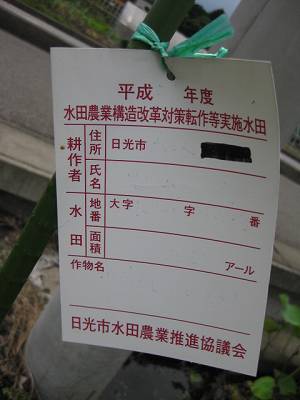 平成 年度
水田農業構造改革対策転作等実施水田
耕作者 住所 日光市
氏名
水田 地番 大字 字 番
面積
作物名 アール
日光市水田農業推進協議会